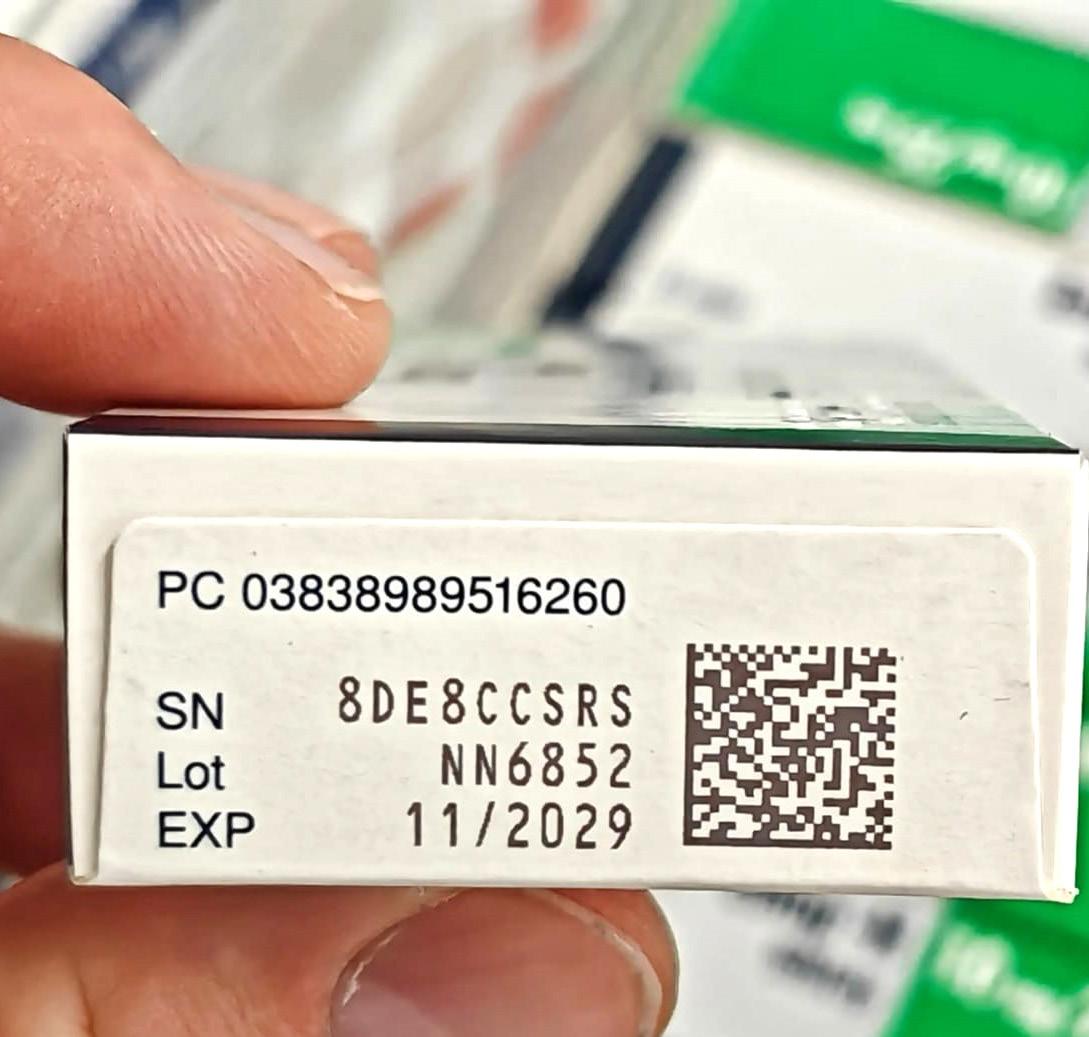 PC 03838989516260
SN 8DE8CCSRS
Lot NN6852
EXP 11/2029